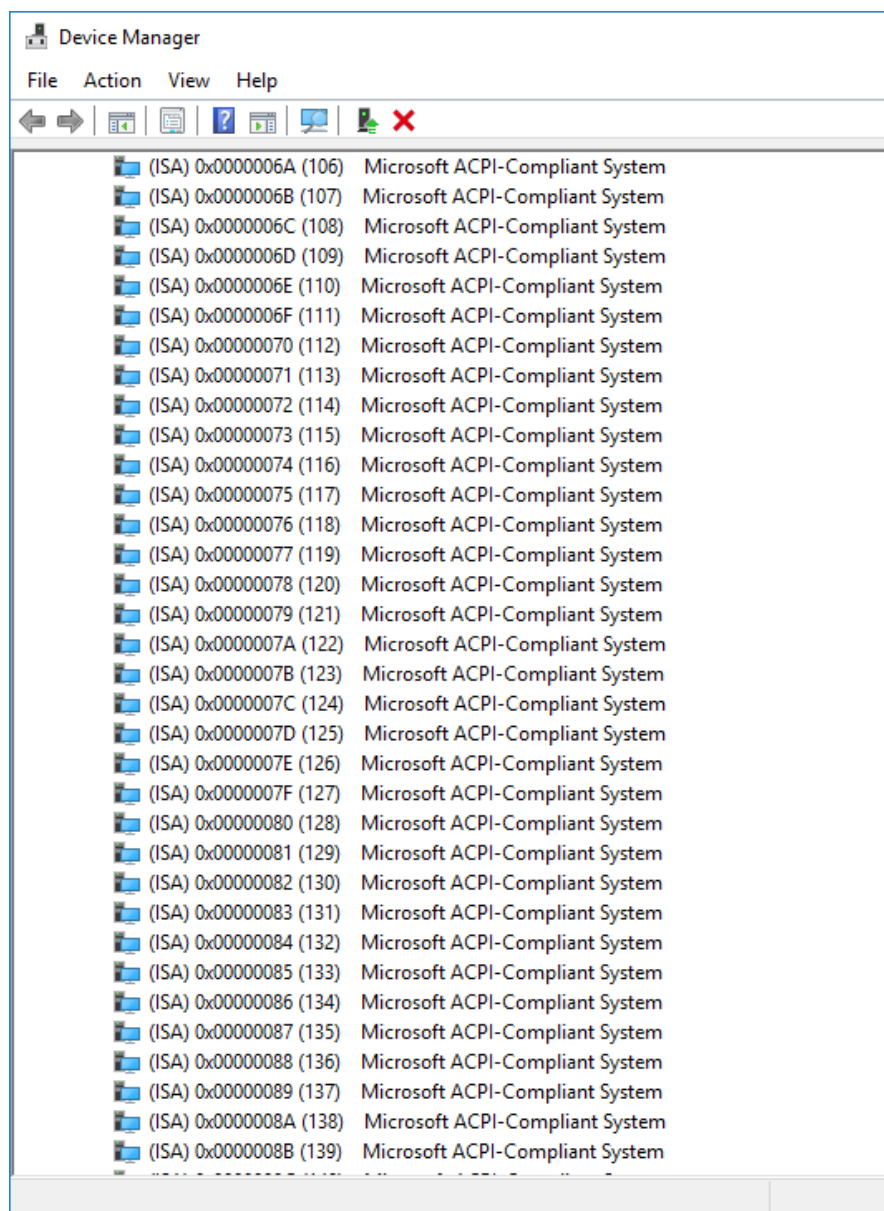 Device Manager
File Action View Help
(ISA) 0x0000006A (106) Microsoft ACPI-Compliant System
(ISA) 0x0000006B (107) Microsoft ACPI-Compliant System
(ISA) 0x0000006C (108) Microsoft ACPI-Compliant System
(ISA) 0x0000006D (109) Microsoft ACPI-Compliant System
(ISA) 0x0000006E (110) Microsoft ACPI-Compliant System
(ISA) 0x0000006F (111) Microsoft ACPI-Compliant System
(ISA) 0x00000070 (112) Microsoft ACPI-Compliant System
(ISA) 0x00000071 (113) Microsoft ACPI-Compliant System
(ISA) 0x00000072 (114) Microsoft ACPI-Compliant System
(ISA) 0x00000073 (115) Microsoft ACPI-Compliant System
(ISA) 0x00000074 (116) Microsoft ACPI-Compliant System
(ISA) 0x00000075 (117) Microsoft ACPI-Compliant System
(ISA) 0x00000076 (118) Microsoft ACPI-Compliant System
(ISA) 0x00000077 (119) Microsoft ACPI-Compliant System
(ISA) 0x00000078 (120) Microsoft ACPI-Compliant System
(ISA) 0x00000079 (121) Microsoft ACPI-Compliant System
(ISA) 0x0000007A (122) Microsoft ACPI-Compliant System
(ISA) 0x0000007B (123) Microsoft ACPI-Compliant System
(ISA) 0x0000007C (124) Microsoft ACPI-Compliant System
(ISA) 0x0000007D (125) Microsoft ACPI-Compliant System
(ISA) 0x0000007E (126) Microsoft ACPI-Compliant System
(ISA) 0x0000007F (127) Microsoft ACPI-Compliant System
(ISA) 0x00000080 (128) Microsoft ACPI-Compliant System
(ISA) 0x00000081 (129) Microsoft ACPI-Compliant System
(ISA) 0x00000082 (130) Microsoft ACPI-Compliant System
(ISA) 0x00000083 (131) Microsoft ACPI-Compliant System
(ISA) 0x00000084 (132) Microsoft ACPI-Compliant System
(ISA) 0x00000085 (133) Microsoft ACPI-Compliant System
(ISA) 0x00000086 (134) Microsoft ACPI-Compliant System
(ISA) 0x00000087 (135) Microsoft ACPI-Compliant System
(ISA) 0x00000088 (136) Microsoft ACPI-Compliant System
(ISA) 0x00000089 (137) Microsoft ACPI-Compliant System
(ISA) 0x0000008A (138) Microsoft ACPI-Compliant System
(ISA) 0x0000008B (139) Microsoft ACPI-Compliant System